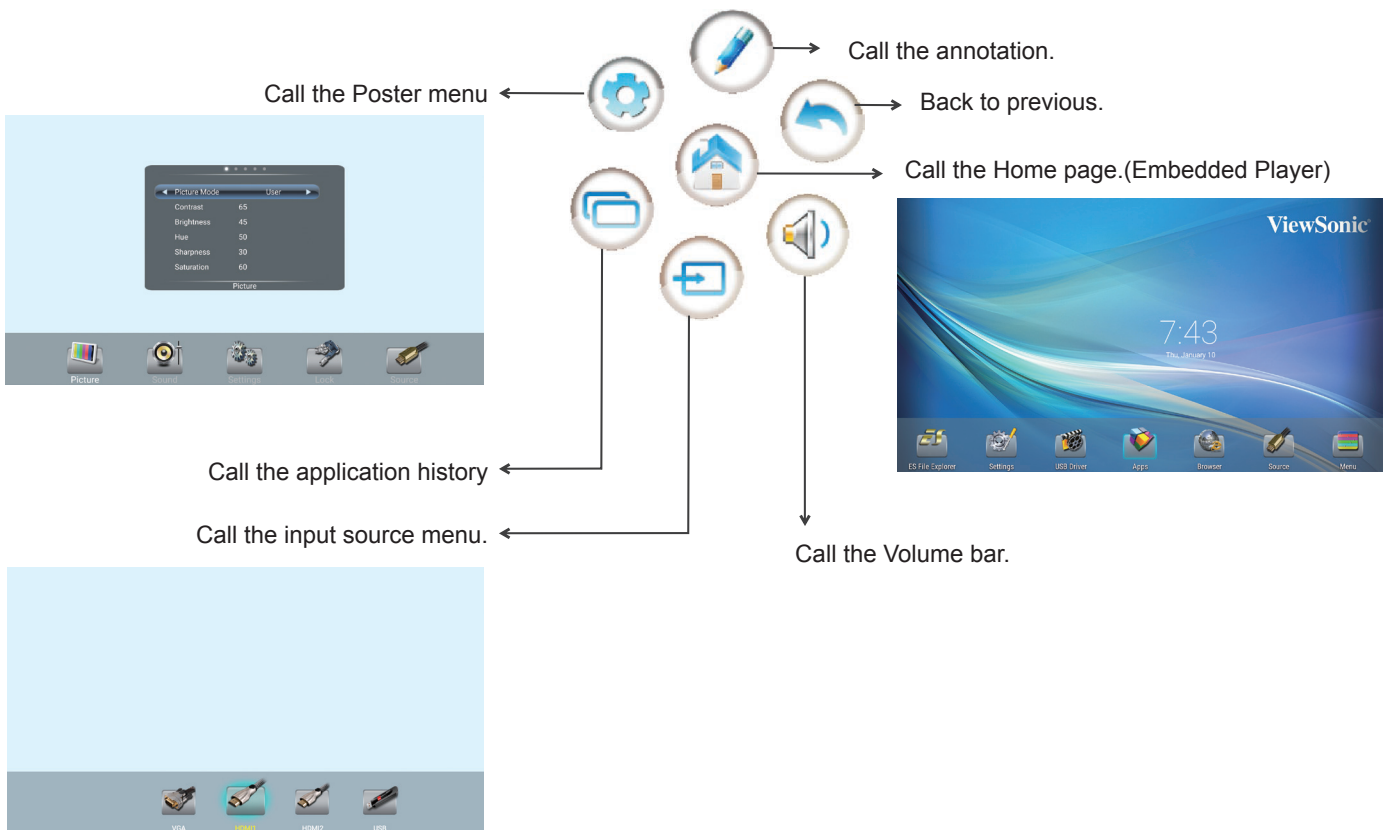 Call the annotation.
Call the Poster menu
Back to previous.
Picture Mode User
Contrast 65
Brightness 45
Hue 50
Sharpness 30
Saturation 60
Picture
Picture Sound Settings Lock Source
Call the Home page.(Embedded Player)
ViewSonic
7:43
Thu, January 10
ES File Explorer Settings USB Driver Apps Browser Source Menu
Call the application history
Call the input source menu.
Call the Volume bar.
VGA HDMI1 HDMI2 USB